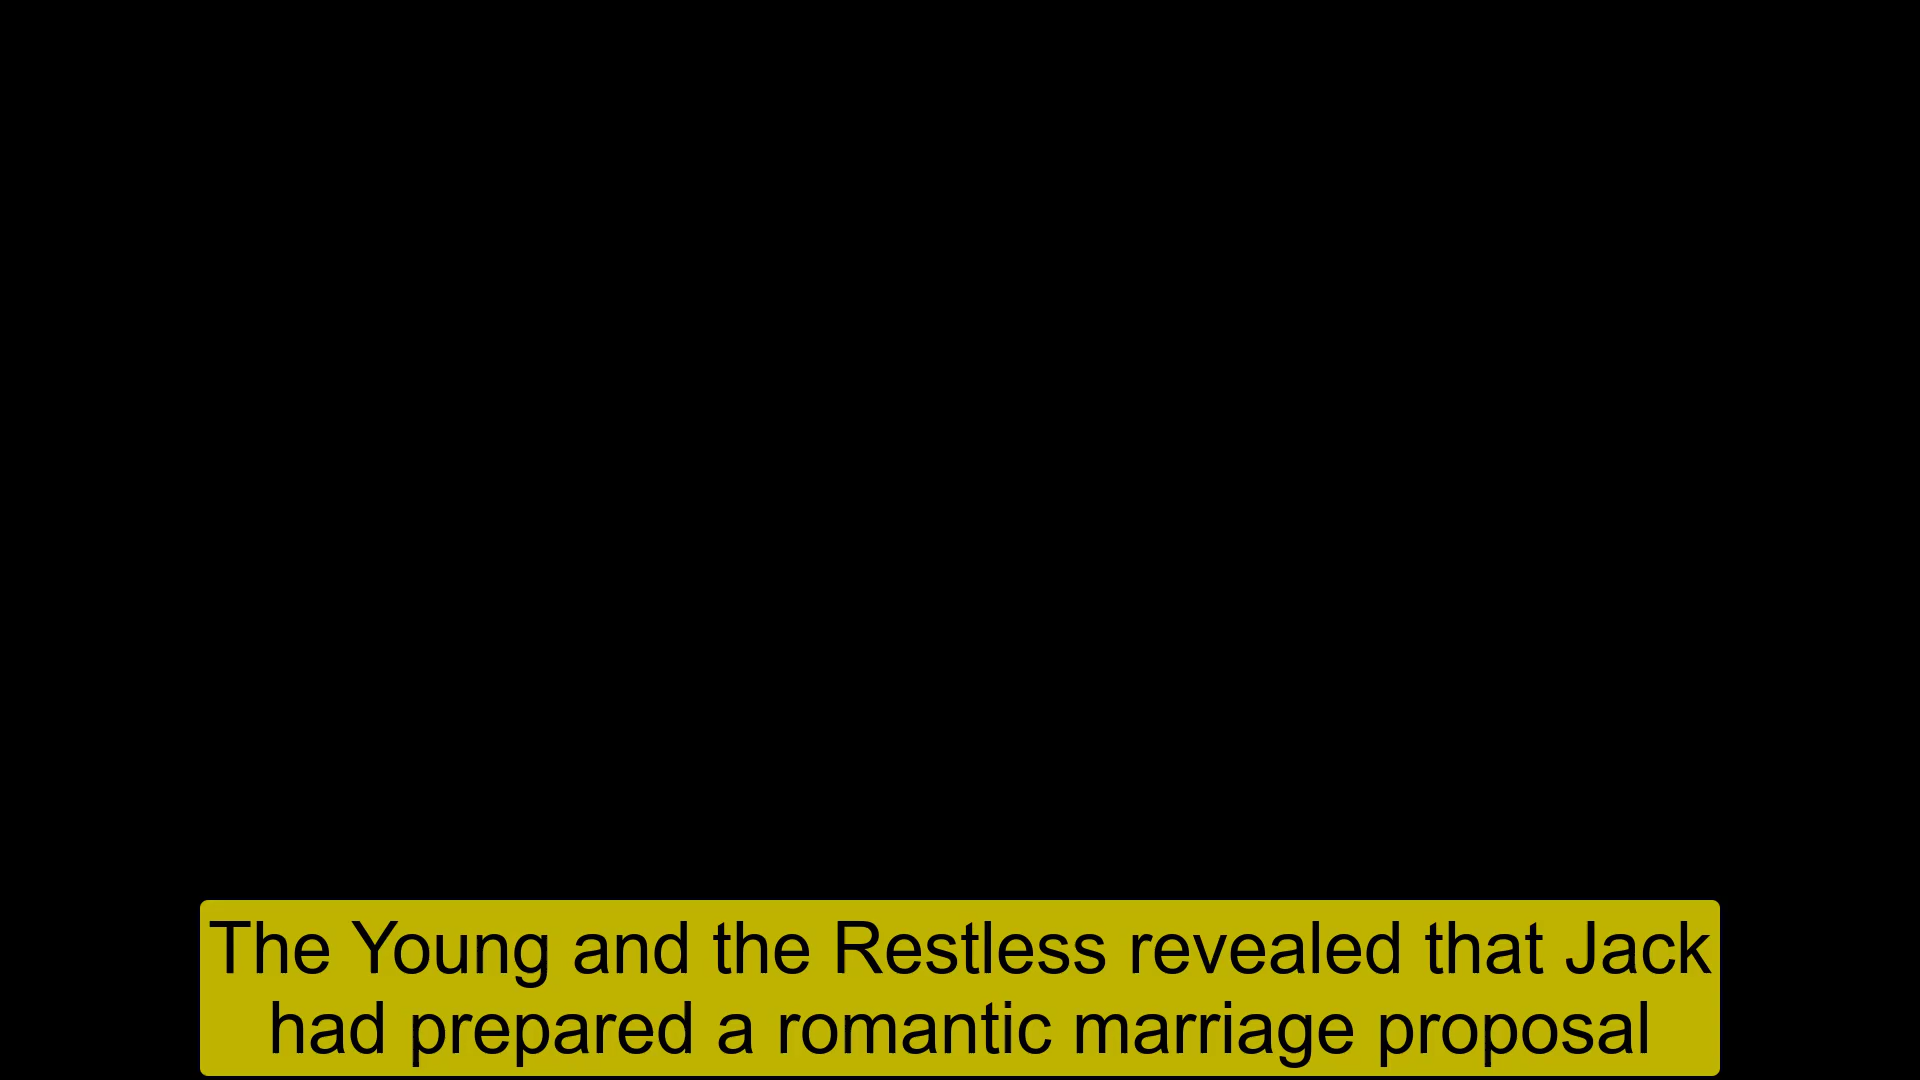 The Young and the Restless revealed that Jack
had prepared a romantic marriage proposal